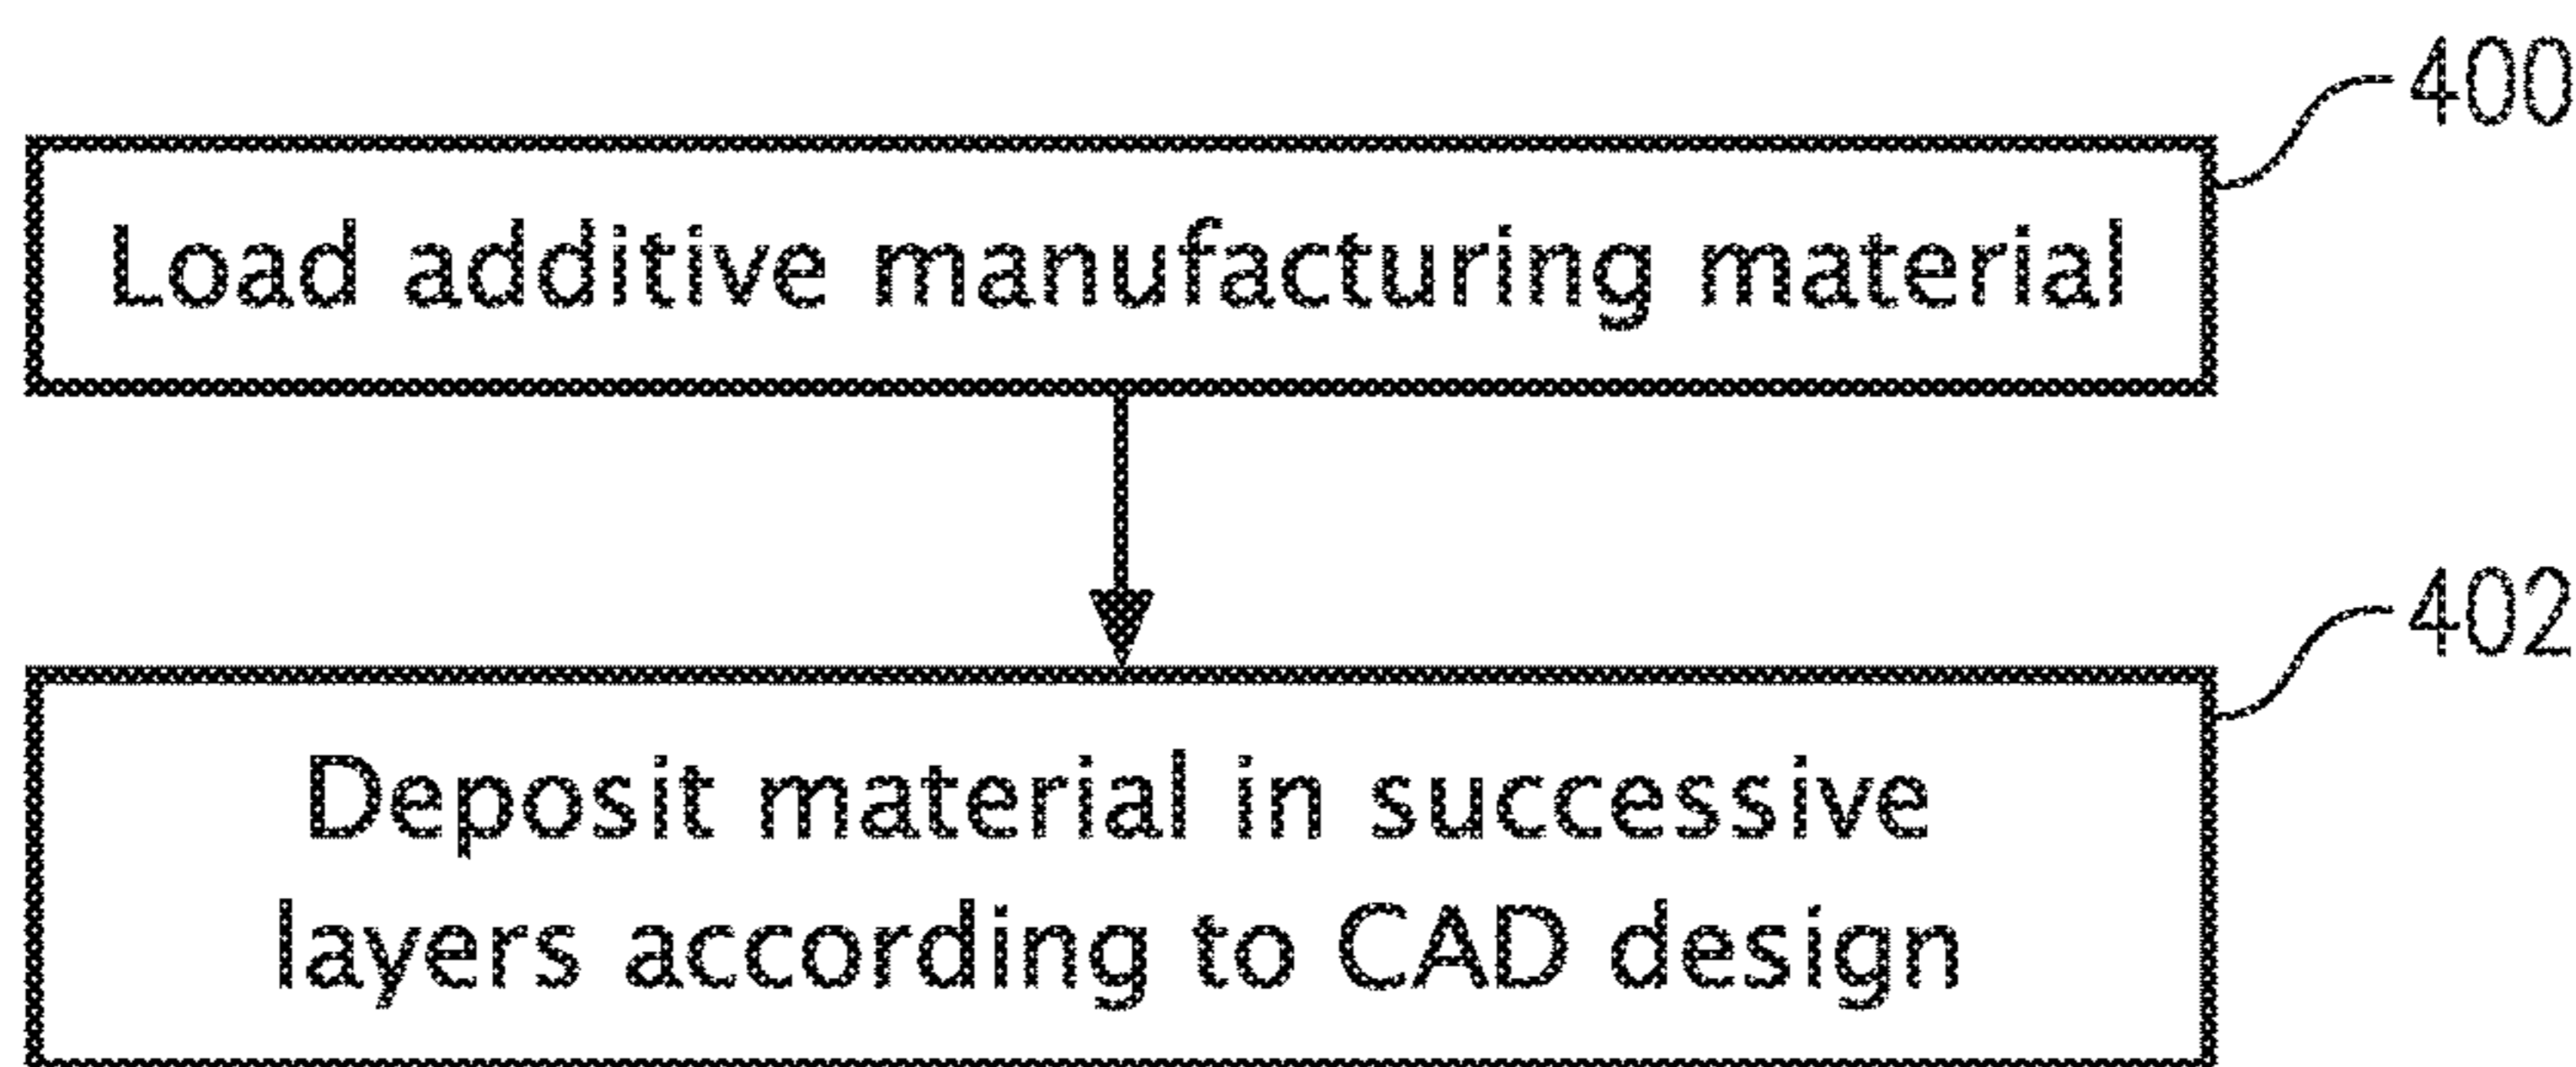 400
Load additive manufacturing material
402
Deposit material in successive
layers according to CAD design